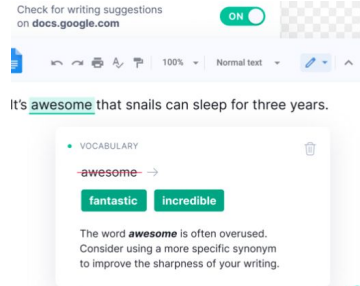 Check for writing suggestions
on docs.google.com
ON
100% Normal text
It's awesome that snails can sleep for three years.
VOCABULARY
awesome →
fantastic incredible
The word awesome is often overused.
Consider using a more specific synonym
to improve the sharpness of your writing.